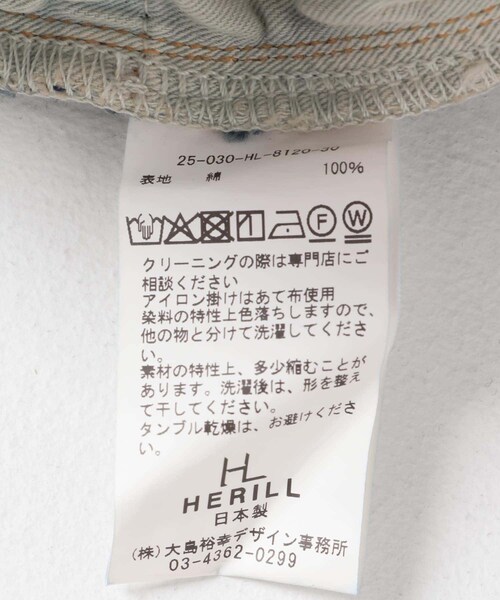 25-030-HL-8120-30
表地 綿 100%
F W
クリーニングの際は専門店にご
相談ください
アイロン掛けはあて布使用
染料の特性上色落ちしますので、
他の物と分けて洗濯してくださ
い。
素材の特性上、多少縮むことが
あります。洗濯後は、形を整え
て干してください。
タンブル乾燥は、お避けくださ
い。
HL
HERILL
日本製
(株) 大島裕幸デザイン事務所
03-4362-0299